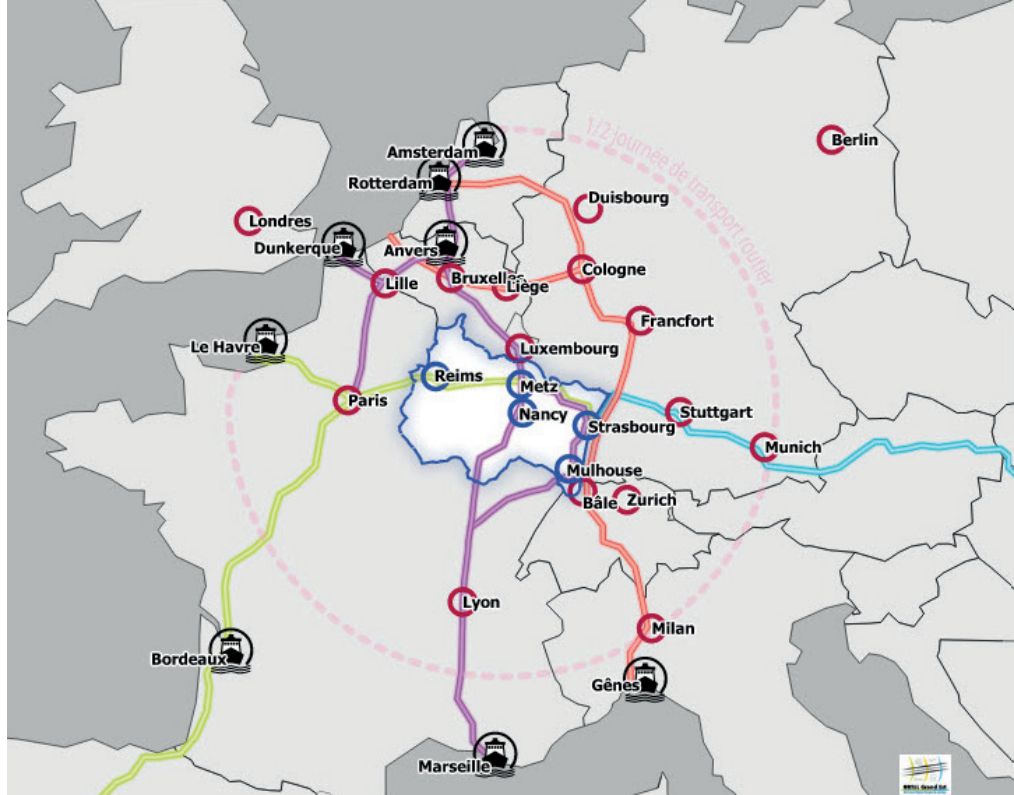 1/2 journée de transport routier
Berlin
Amsterdam
Rotterdam
Duisbourg
Londres
Dunkerque
Anvers
Cologne
Bruxelles
Liège
Lille
Francfort
Le Havre
Luxembourg
Reims
Metz
Paris
Nancy
Stuttgart
Strasbourg
Munich
Mulhouse
Bâle
Zurich
Lyon
Milan
Bordeaux
Gênes
Marseille